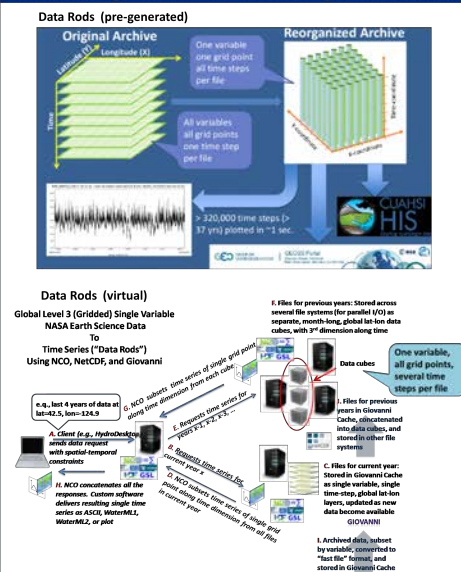 Data Rods (pre-generated)
Original Archive
Longitude (X)
Latitude (Y)
Time
One variable
one grid point
all time steps
per file
All variables
all grid points
one time step
per file
Reorganized Archive
Time-coordinate
Y-coordinate
X-coordinate
> 320,000 time steps (>
37 yrs) plotted in ~1 sec.
CUAHSI
HIS
GEOSS Portal
esa
Data Rods (virtual)
Global Level 3 (Gridded) Single Variable
NASA Earth Science Data
To
Time Series ("Data Rods")
Using NCO, NetCDF, and Giovanni
F. Files for previous years: Stored across
several file systems (for parallel I/O) as
separate, month-long, global lat-lon data
cubes, with 3rd dimension along time
Data cubes
One variable,
all grid points,
several time
steps per file
e.g., last 4 years of data at
lat=42.5, lon=-124.9
A. Client (e.g., HydroDesktop)
sends data request
with spatial-temporal
constraints
G. NCO subsets time series of single grid point
along time dimension from each cube
E. Requests time series for
years x-1, x-2, x-3, ...
B. Requests time series for
current year x
D. NCO subsets time series of single grid
point along time dimension from all files
in current year
GSL
GSL
GSL
GSL
J. Files for previous
years in Giovanni
Cache, concatenated
into data cubes, and
stored in other file
systems
C. Files for current year:
Stored in Giovanni Cache
as single variable, single
time-step, global lat-lon
layers, updated as new
data become available
GIOVANNI
H. NCO concatenates all the
responses. Custom software
delivers resulting single time
series as ASCII, WaterML1,
WaterML2, or plot
I. Archived data, subset
by variable, converted to
"fast file" format, and
stored in Giovanni Cache